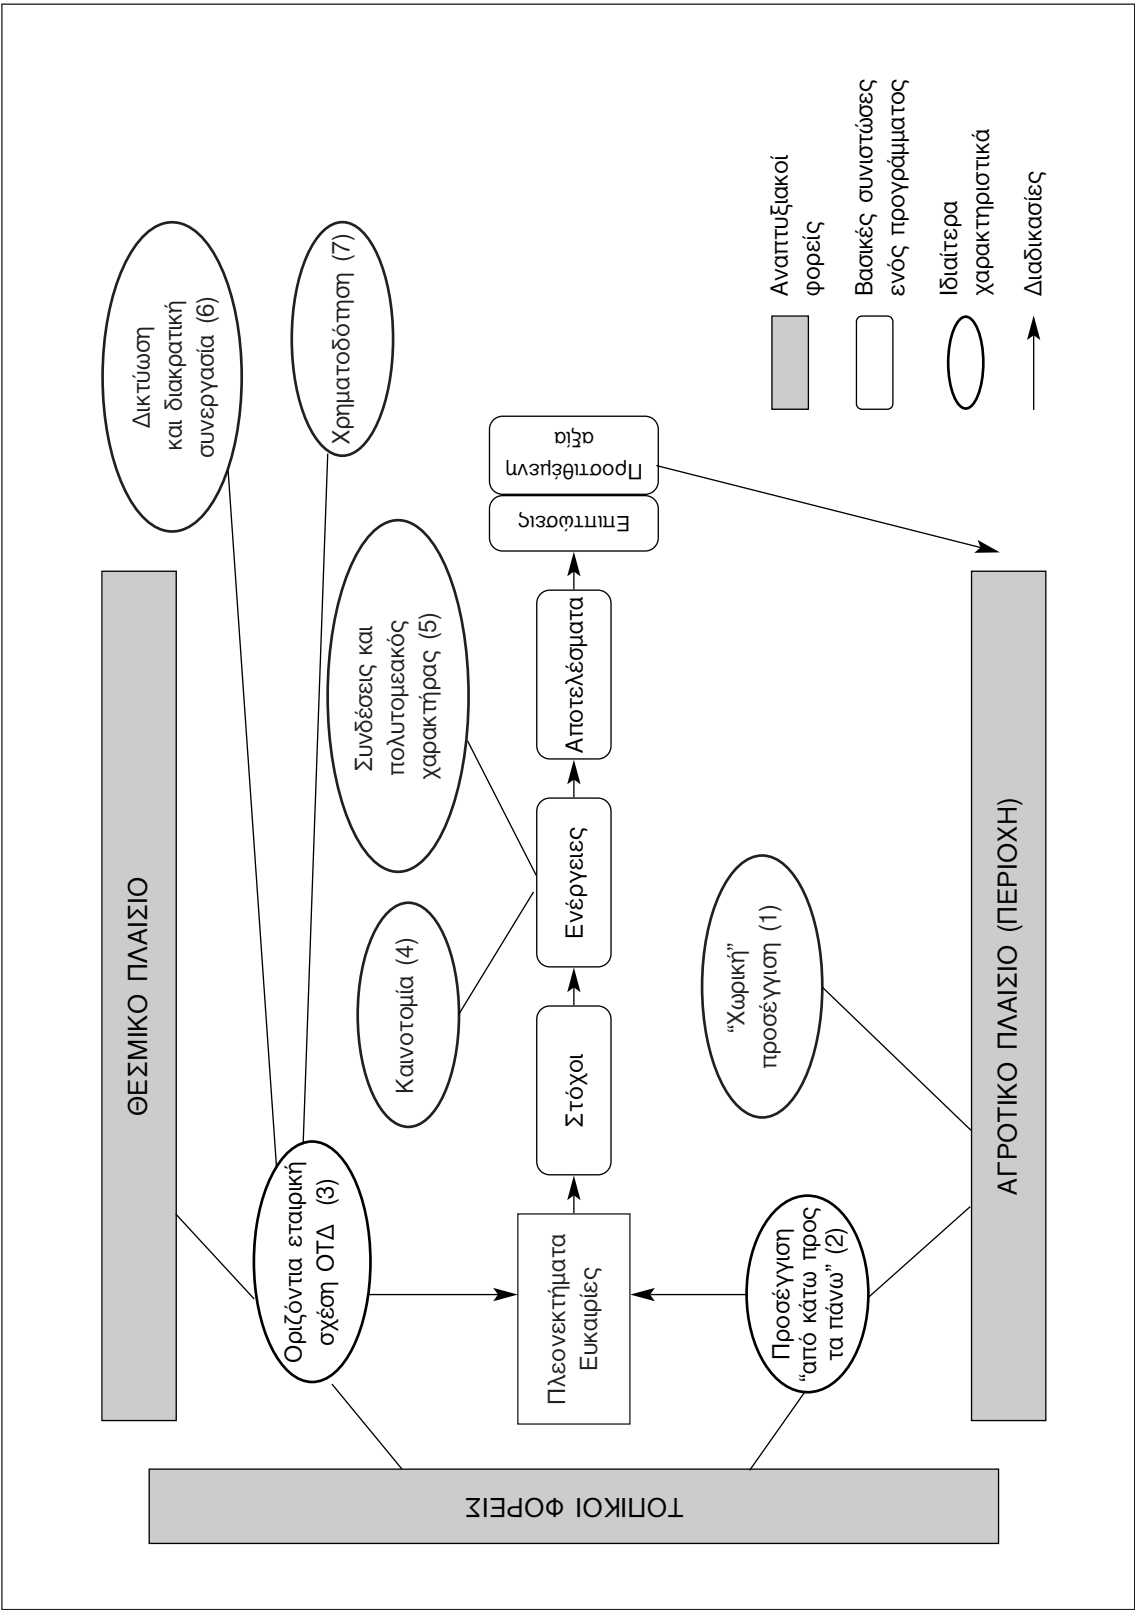 ΘΕΣΜΙΚΟ ΠΛΑΙΣΙΟ
Δικτύωση
και διακρατική
συνεργασία (6)
Οριζόντια εταιρική
σχέση ΟΤΔ (3)
Χρηματοδότηση (7)
Καινοτομία (4)
Συνδέσεις και
πολυτομεακός
χαρακτήρας (5)
ΤΟΠΙΚΟΙ ΦΟΡΕΙΣ
Πλεονεκτήματα
Ευκαιρίες
Στόχοι
Ενέργειες
Αποτελέσματα
Επιπτώσεις
Προστιθέμενη
αξία
Προσέγγιση
“από κάτω προς
τα πάνω” (2)
“Χωρική”
προσέγγιση (1)
ΑΓΡΟΤΙΚΟ ΠΛΑΙΣΙΟ (ΠΕΡΙΟΧΗ)
Αναπτυξιακοί
φορείς
Βασικές συνιστώσες
ενός προγράμματος
Ιδιαίτερα
χαρακτηριστικά
Διαδικασίες